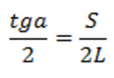 tga/2 = S/2L